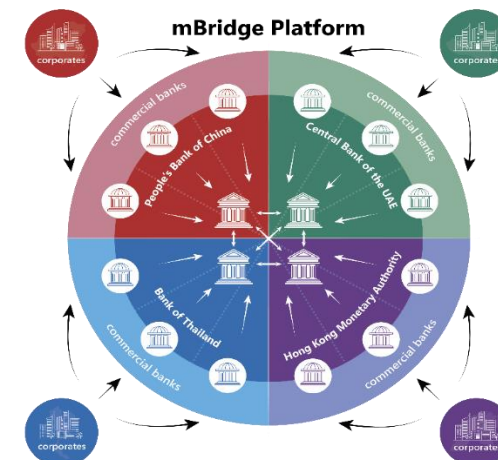 mBridge Platform
corporates
corporates
commercial banks
commercial banks
People's Bank of China
Central Bank of the UAE
Bank of Thailand
Hong Kong Monetary Authority
commercial banks
commercial banks
corporates
corporates